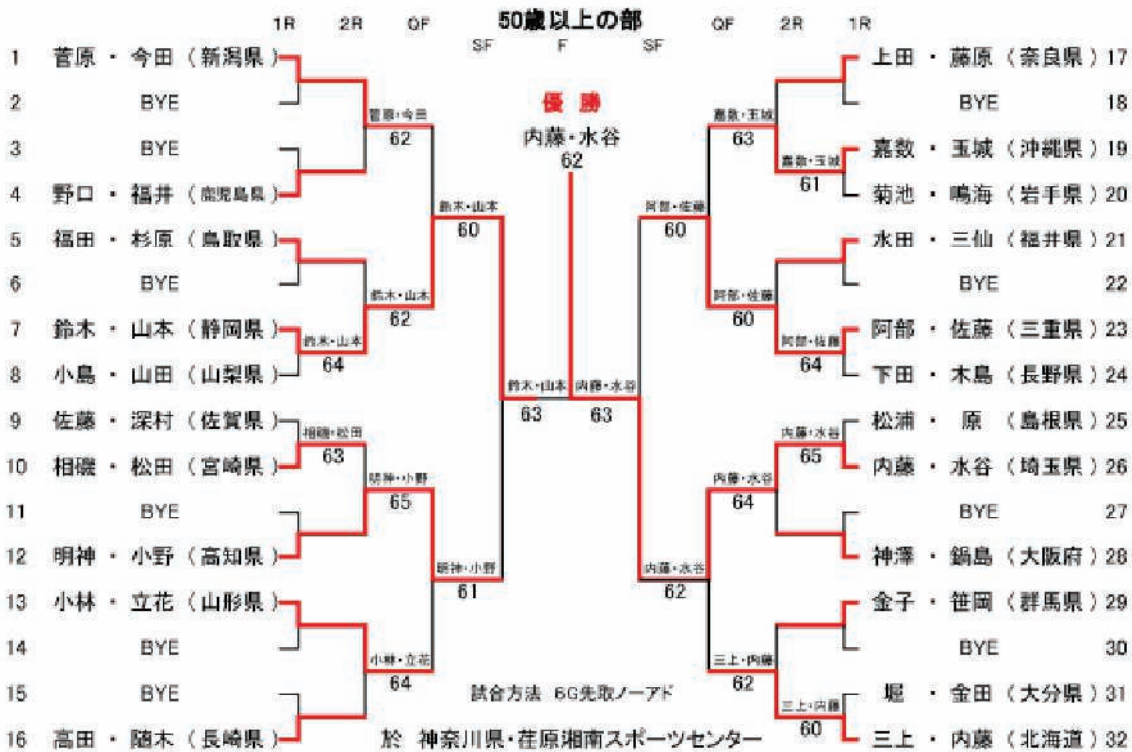 50歳以上の部
1R 2R QF SF F SF QF 2R 1R
1 菅原・今田（新潟県）
2 BYE
3 BYE
4 野口・福井（鹿児島県）
5 福田・杉原（鳥取県）
6 BYE
7 鈴木・山本（静岡県）
8 小島・山田（山梨県）
9 佐藤・深村（佐賀県）
10 相磯・松田（宮崎県）
11 BYE
12 明神・小野（高知県）
13 小林・立花（山形県）
14 BYE
15 BYE
16 高田・随木（長崎県）
菅原・今田
62
鈴木・山本
64
鈴木・山本
62
鈴木・山本
60
相磯・松田
63
明神・小野
65
明神・小野
61
小林・立花
64
鈴木・山本
63
優勝
内藤・水谷
62
内藤・水谷
63
嘉数・玉城
63
嘉数・玉城
61
阿部・佐藤
60
阿部・佐藤
60
阿部・佐藤
64
内藤・水谷
65
内藤・水谷
64
内藤・水谷
62
三上・内藤
62
三上・内藤
60
上田・藤原（奈良県）17
BYE 18
嘉数・玉城（沖縄県）19
菊池・鳴海（岩手県）20
水田・三仙（福井県）21
BYE 22
阿部・佐藤（三重県）23
下田・木島（長野県）24
松浦・原（島根県）25
内藤・水谷（埼玉県）26
BYE 27
神澤・鍋島（大阪府）28
金子・笹岡（群馬県）29
BYE 30
堀・金田（大分県）31
三上・内藤（北海道）32
試合方法 6G先取ノーアド
於 神奈川県・荏原湘南スポーツセンター